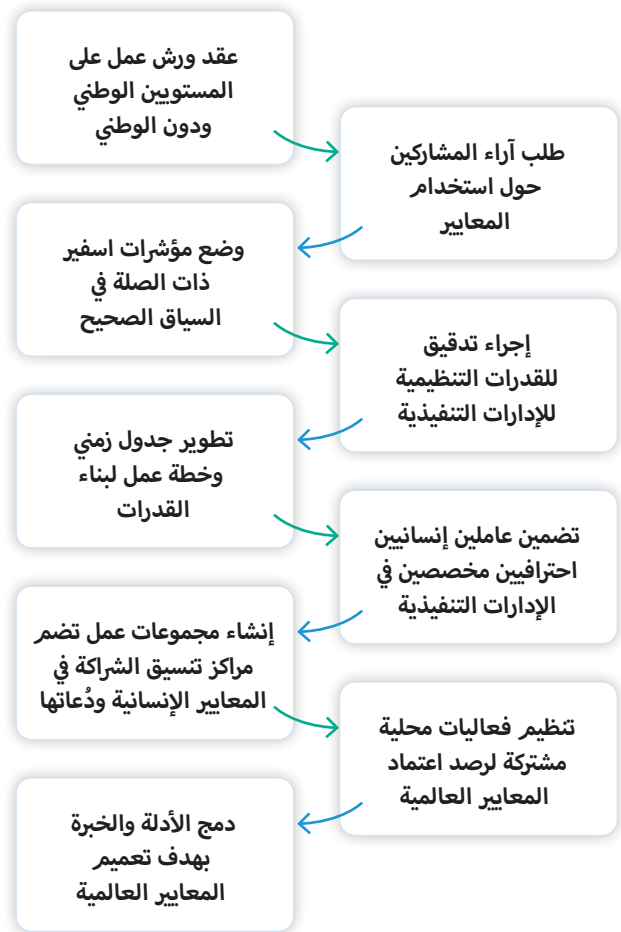 عقد ورش عمل على
المستويين الوطني
ودون الوطني
طلب آراء المشاركين
حول استخدام
المعايير
وضع مؤشرات اسفير
ذات الصلة في
السياق الصحيح
إجراء تدقيق
للقدرات التنظيمية
للإدارات التنفيذية
تطوير جدول زمني
وخطة عمل لبناء
القدرات
تضمين عاملين إنسانيين
احترافيين مخصصين في
الإدارات التنفيذية
إنشاء مجموعات عمل تضم
مراكز تنسيق الشراكة في
المعايير الإنسانية ودُعاتها
تنظيم فعاليات محلية
مشتركة لرصد اعتماد
المعايير العالمية
دمج الأدلة والخبرة
بهدف تعميم
المعايير العالمية